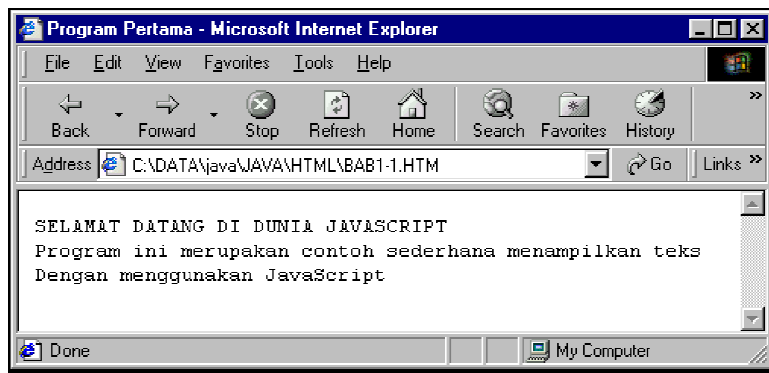 Program Pertama - Microsoft Internet Explorer
File Edit View Favorites Tools Help
Back Forward Stop Refresh Home Search Favorites History »
Address C:\DATA\java\JAVA\HTML\BAB1-1.HTM Go Links »
SELAMAT DATANG DI DUNIA JAVASCRIPT
Program ini merupakan contoh sederhana menampilkan teks
Dengan menggunakan JavaScript
Done My Computer